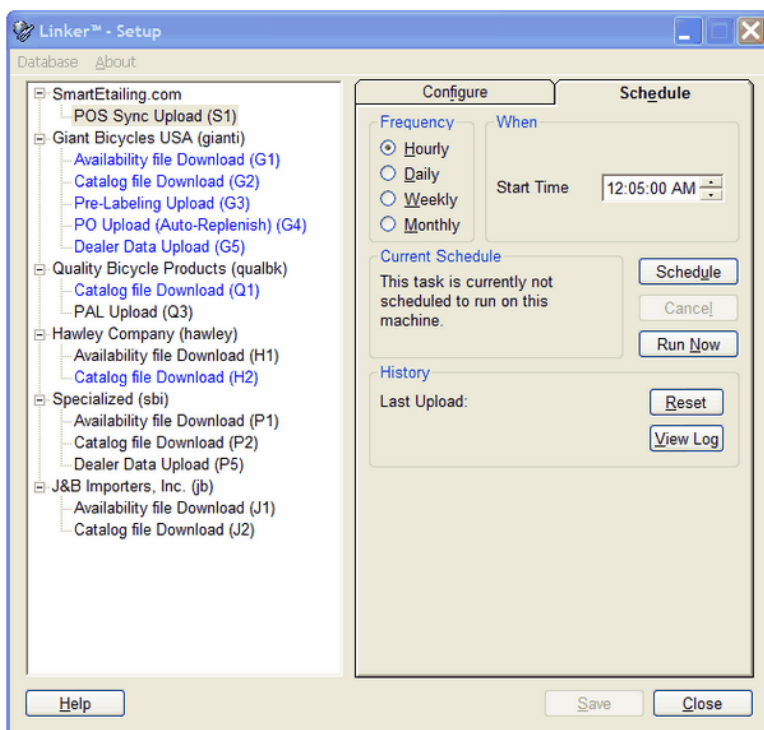 Linker™ - Setup
Database About
SmartEtailing.com
POS Sync Upload (S1)
Giant Bicycles USA (gianti)
Availability file Download (G1)
Catalog file Download (G2)
Pre-Labeling Upload (G3)
PO Upload (Auto-Replenish) (G4)
Dealer Data Upload (G5)
Quality Bicycle Products (qualbk)
Catalog file Download (Q1)
PAL Upload (Q3)
Hawley Company (hawley)
Availability file Download (H1)
Catalog file Download (H2)
Specialized (sbi)
Availability file Download (P1)
Catalog file Download (P2)
Dealer Data Upload (P5)
J&B Importers, Inc. (jb)
Availability file Download (J1)
Catalog file Download (J2)
Configure
Schedule
Frequency
Hourly
Daily
Weekly
Monthly
When
Start Time 12:05:00 AM
Current Schedule
This task is currently not
scheduled to run on this
machine.
Schedule
Cancel
Run Now
History
Last Upload:
Reset
View Log
Help
Save
Close